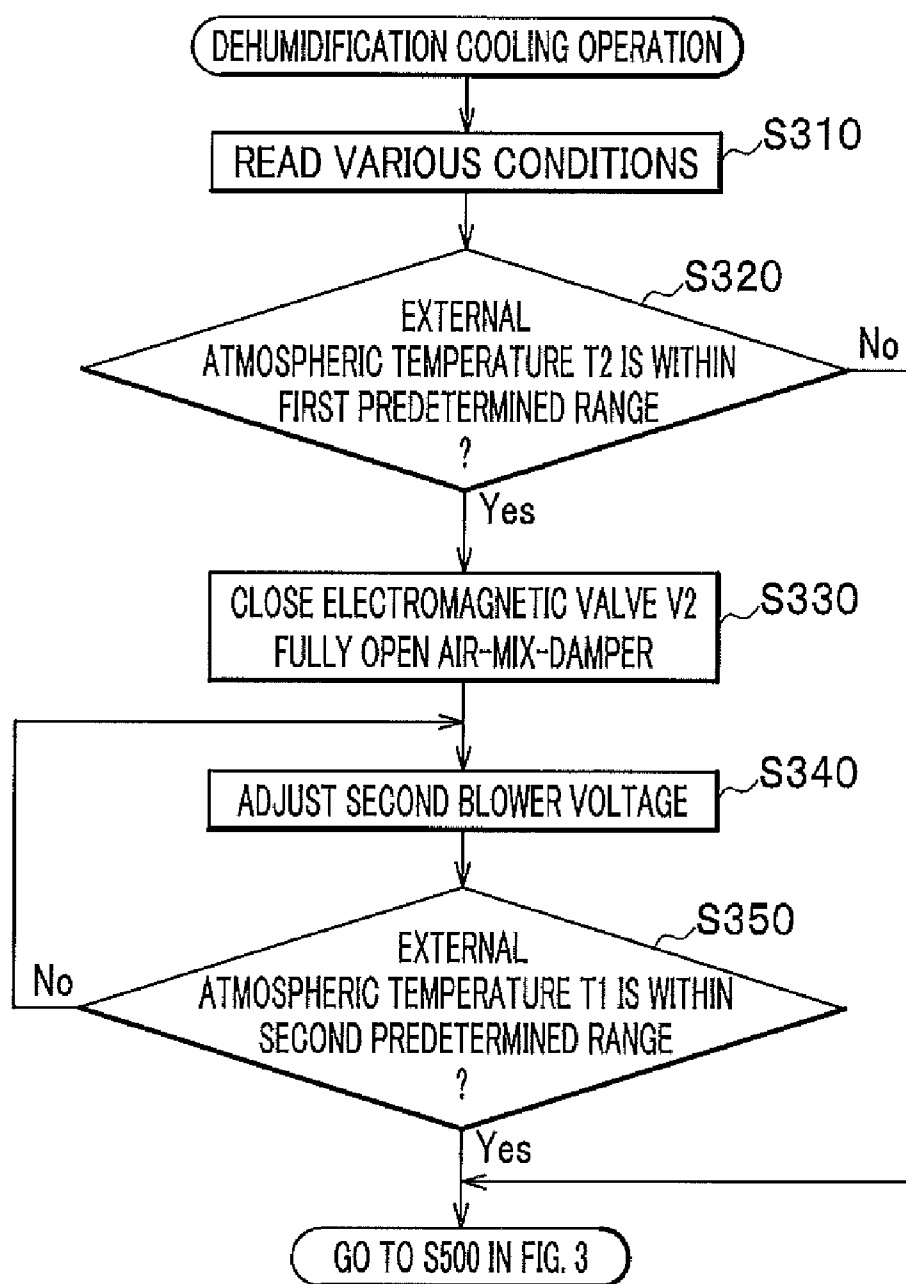 DEHUMIDIFICATION COOLING OPERATION
S310
READ VARIOUS CONDITIONS
S320
EXTERNAL
ATMOSPHERIC TEMPERATURE T2 IS WITHIN
FIRST PREDETERMINED RANGE
?
No
Yes
S330
CLOSE ELECTROMAGNETIC VALVE V2
FULLY OPEN AIR-MIX-DAMPER
S340
ADJUST SECOND BLOWER VOLTAGE
S350
EXTERNAL
ATMOSPHERIC TEMPERATURE T1 IS WITHIN
SECOND PREDETERMINED RANGE
?
No
Yes
GO TO S500 IN FIG. 3